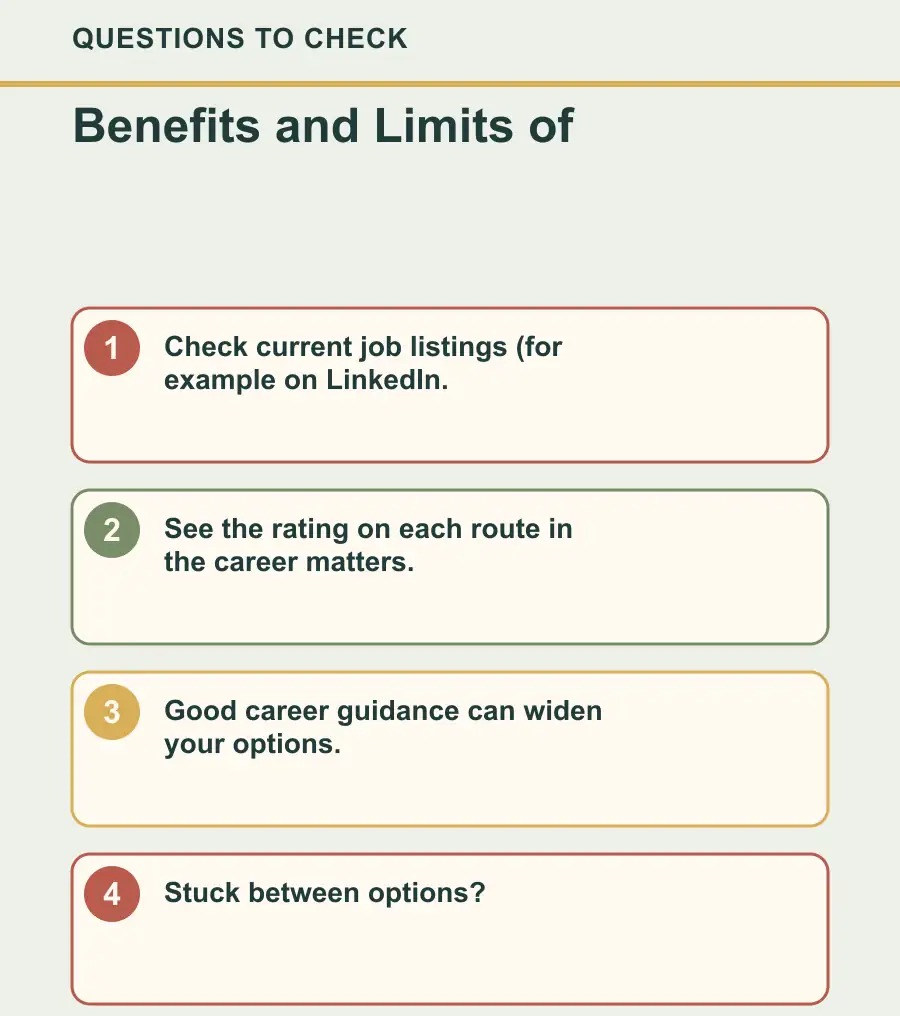 QUESTIONS TO CHECK
Benefits and Limits of
1
Check current job listings (for
example on LinkedIn.
2
See the rating on each route in
the career matters.
3
Good career guidance can widen
your options.
4
Stuck between options?